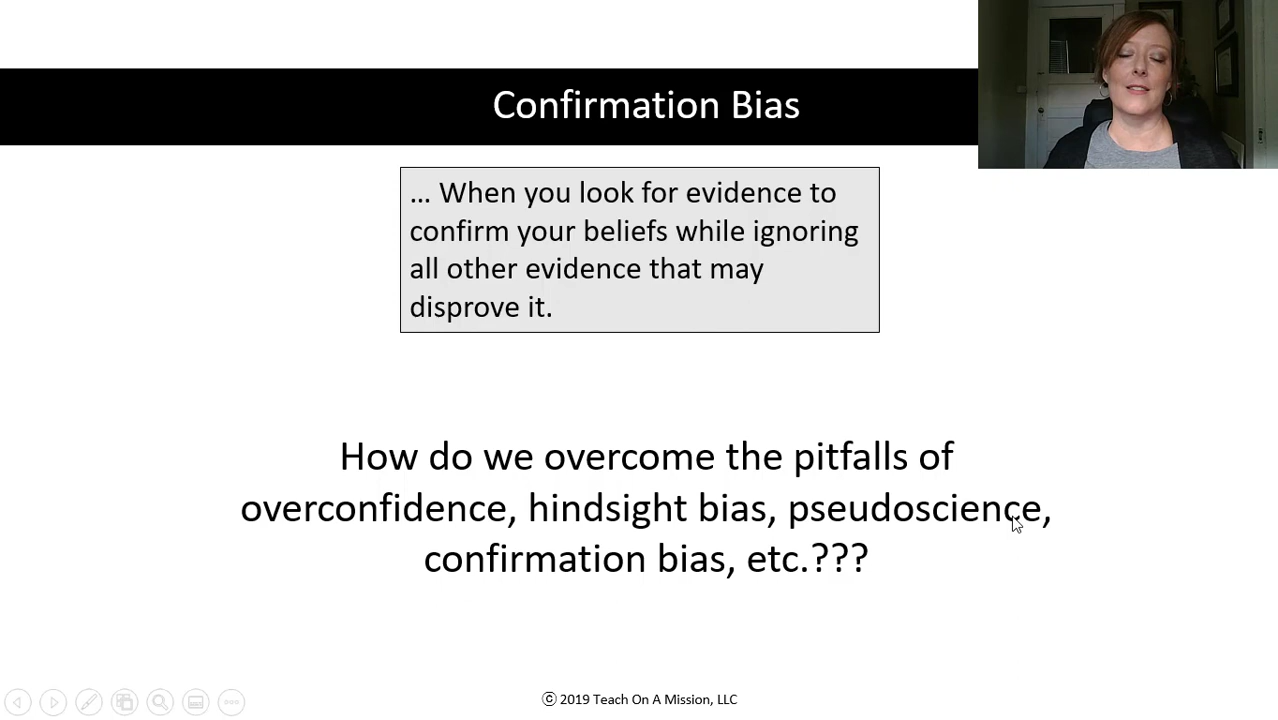 Confirmation Bias
... When you look for evidence to
confirm your beliefs while ignoring
all other evidence that may
disprove it.
How do we overcome the pitfalls of
overconfidence, hindsight bias, pseudoscience,
confirmation bias, etc.???
ⓒ 2019 Teach On A Mission, LLC